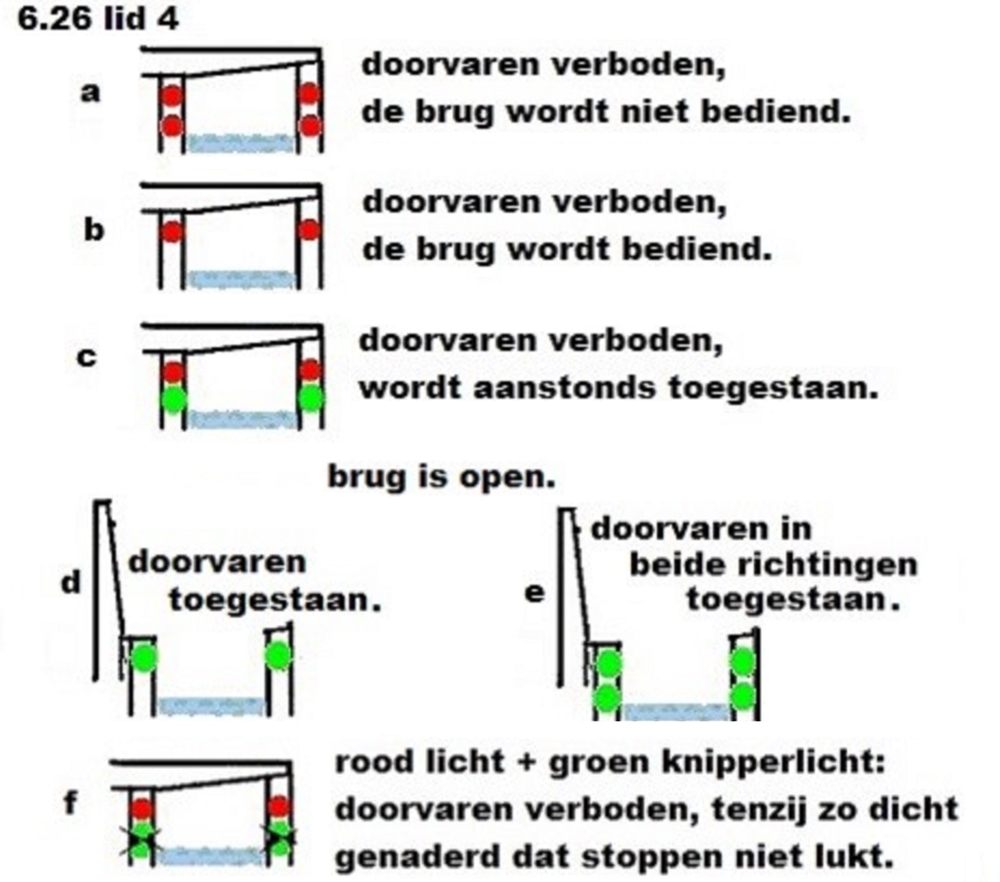 6.26 lid 4
a
doorvaren verboden,
de brug wordt niet bediend.
b
doorvaren verboden,
de brug wordt bediend.
c
doorvaren verboden,
wordt aanstonds toegestaan.
brug is open.
d
doorvaren
toegestaan.
e
doorvaren in
beide richtingen
toegestaan.
f
rood licht + groen knipperlicht:
doorvaren verboden, tenzij zo dicht
genaderd dat stoppen niet lukt.